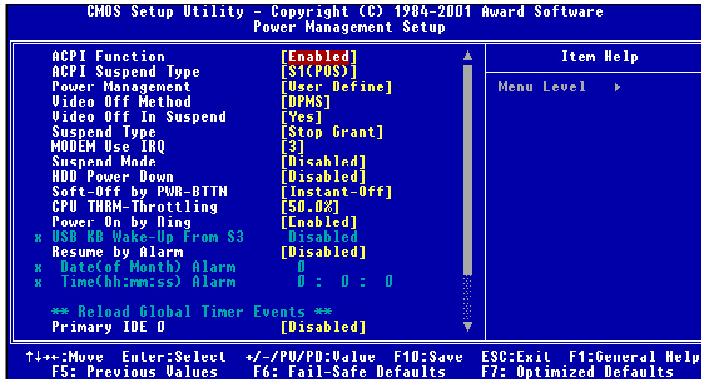 CMOS Setup Utility - Copyright (C) 1984-2001 Award Software
Power Management Setup
ACPI Function [Enabled]
ACPI Suspend Type [S1(POS)]
Power Management [User Define]
Video Off Method [DPMS]
Video Off In Suspend [Yes]
Suspend Type [Stop Grant]
MODEM Use IRQ [3]
Suspend Mode [Disabled]
HDD Power Down [Disabled]
Soft-Off by PWR-BTTN [Instant-Off]
CPU THRM-Throttling [50.0%]
Power On by Ring [Enabled]
x USB KB Wake-Up From S3 Disabled
Resume by Alarm [Disabled]
x Date(of Month) Alarm 0
x Time(hh:mm:ss) Alarm 0 : 0 : 0
** Reload Global Timer Events **
Primary IDE 0 [Disabled]
Item Help
Menu Level ▸
↑↓→←:Move Enter:Select +/-/PU/PD:Value F10:Save ESC:Exit F1:General Help
F5: Previous Values F6: Fail-Safe Defaults F7: Optimized Defaults